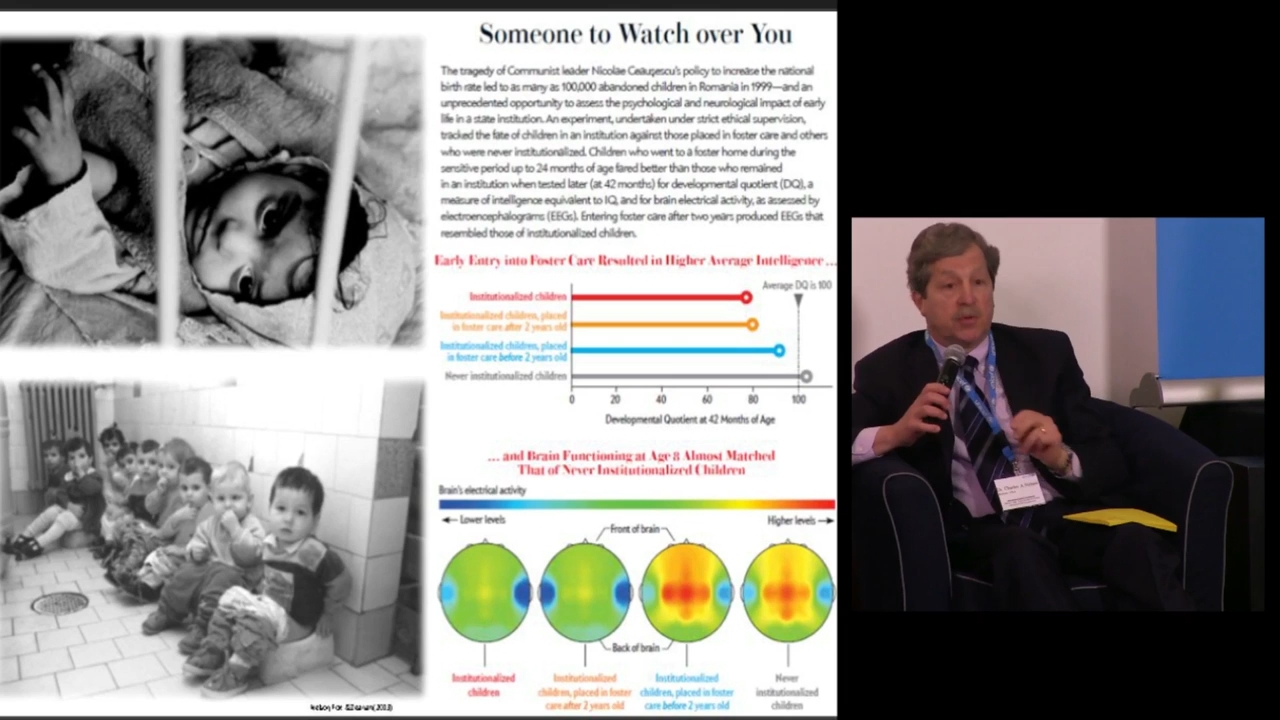 Someone to Watch over You
The tragedy of Communist leader Nicolae Ceauşescu's policy to increase the national
birth rate led to as many as 100,000 abandoned children in Romania in 1999—and an
unprecedented opportunity to assess the psychological and neurological impact of early
life in a state institution. An experiment, undertaken under strict ethical supervision,
tracked the fate of children in an institution against those placed in foster care and others
who were never institutionalized. Children who went to a foster home during the
sensitive period up to 24 months of age fared better than those who remained
in an institution when tested later (at 42 months) for developmental quotient (DQ), a
measure of intelligence equivalent to IQ, and for brain electrical activity, as assessed by
electroencephalograms (EEGs). Entering foster care after two years produced EEGs that
resembled those of institutionalized children.
Early Entry into Foster Care Resulted in Higher Average Intelligence ...
Average DQ is 100
Institutionalized children
Institutionalized children, placed
in foster care after 2 years old
Institutionalized children, placed
in foster care before 2 years old
Never institutionalized children
0 20 40 60 80 100
Developmental Quotient at 42 Months of Age
... and Brain Functioning at Age 8 Almost Matched
That of Never Institutionalized Children
Brain's electrical activity
Lower levels
Higher levels
Front of brain
Back of brain
Institutionalized
children
Institutionalized
children, placed in foster
care after 2 years old
Institutionalized
children, placed in foster
care before 2 years old
Never
institutionalized
children